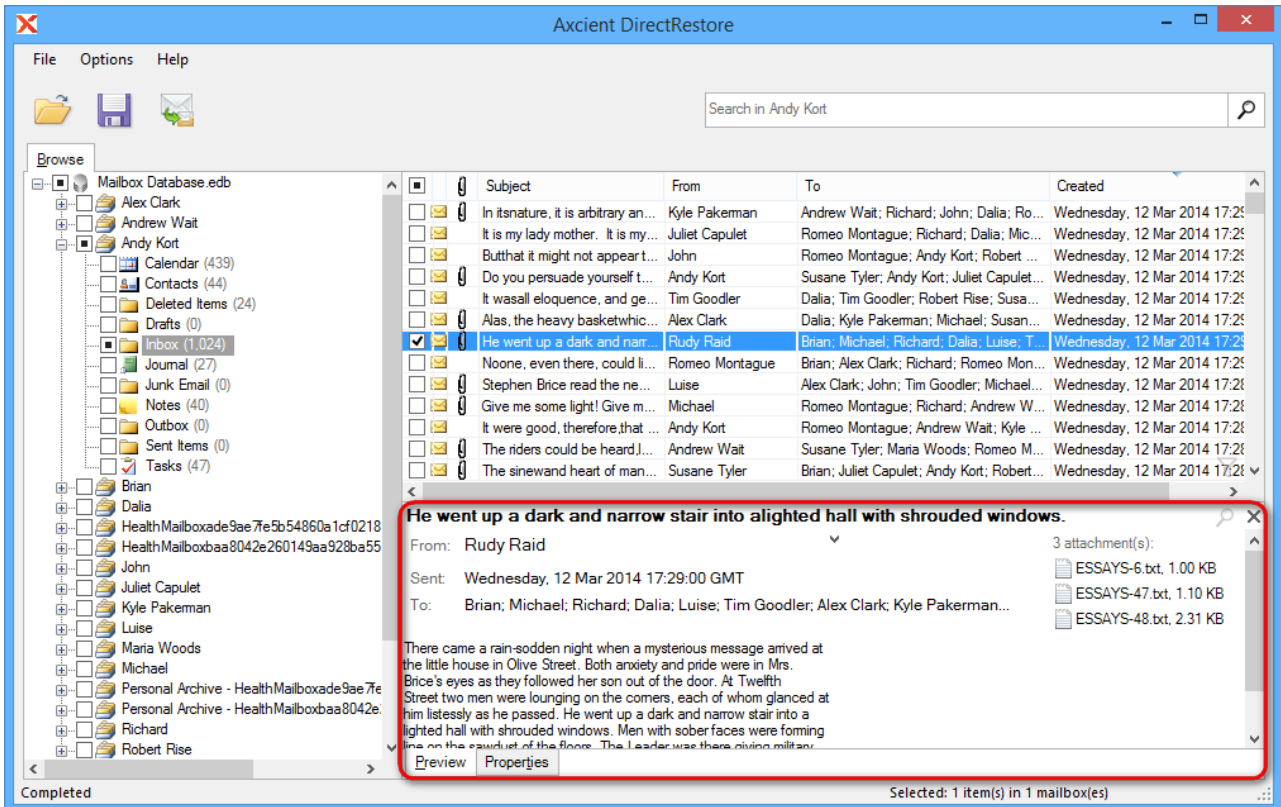 Axcient DirectRestore
File Options Help
Search in Andy Kort
Browse
Mailbox Database.edb
Alex Clark
Andrew Wait
Andy Kort
Calendar (439)
Contacts (44)
Deleted Items (24)
Drafts (0)
Inbox (1,024)
Journal (27)
Junk Email (0)
Notes (40)
Outbox (0)
Sent Items (0)
Tasks (47)
Brian
Dalia
HealthMailboxade9ae7fe5b54860a1cf0218
HealthMailboxbaa8042e260149aa928ba55
John
Juliet Capulet
Kyle Pakeman
Luise
Maria Woods
Michael
Personal Archive - HealthMailboxade9ae7fe
Personal Archive - HealthMailboxbaa8042e
Richard
Robert Rise
Subject From To Created
In itsnature, it is arbitrary an... Kyle Pakeman Andrew Wait; Richard; John; Dalia; Ro... Wednesday, 12 Mar 2014 17:29
It is my lady mother. It is my... Juliet Capulet Romeo Montague; Richard; Dalia; Mic... Wednesday, 12 Mar 2014 17:29
Butthat it might not appear t... John Romeo Montague; Andy Kort; Robert ... Wednesday, 12 Mar 2014 17:29
Do you persuade yourself t... Andy Kort Susane Tyler; Andy Kort; Juliet Capulet... Wednesday, 12 Mar 2014 17:29
It wasall eloquence, and ge... Tim Goodler Dalia; Tim Goodler; Robert Rise; Susa... Wednesday, 12 Mar 2014 17:29
Alas, the heavy basketwhic... Alex Clark Dalia; Kyle Pakeman; Michael; Susan... Wednesday, 12 Mar 2014 17:29
He went up a dark and narr... Rudy Raid Brian; Michael; Richard; Dalia; Luise; T... Wednesday, 12 Mar 2014 17:29
Noone, even there, could li... Romeo Montague Brian; Alex Clark; Richard; Romeo Mon... Wednesday, 12 Mar 2014 17:29
Stephen Brice read the ne... Luise Alex Clark; John; Tim Goodler; Michael... Wednesday, 12 Mar 2014 17:28
Give me some light! Give m... Michael Romeo Montague; Richard; Andrew W... Wednesday, 12 Mar 2014 17:28
It were good, therefore,that ... Andy Kort Romeo Montague; Andrew Wait; Kyle ... Wednesday, 12 Mar 2014 17:28
The riders could be heard,I... Andrew Wait Susane Tyler; Maria Woods; Romeo M... Wednesday, 12 Mar 2014 17:28
The sinewand heart of man... Susane Tyler Brian; Juliet Capulet; Andy Kort; Robert... Wednesday, 12 Mar 2014 17:28
He went up a dark and narrow stair into alighted hall with shrouded windows.
From: Rudy Raid
Sent: Wednesday, 12 Mar 2014 17:29:00 GMT
To: Brian; Michael; Richard; Dalia; Luise; Tim Goodler; Alex Clark; Kyle Pakerman...
3 attachment(s):
ESSAYS-6.txt, 1.00 KB
ESSAYS-47.txt, 1.10 KB
ESSAYS-48.txt, 2.31 KB
There came a rain-sodden night when a mysterious message arrived at
the little house in Olive Street. Both anxiety and pride were in Mrs.
Brice's eyes as they followed her son out of the door. At Twelfth
Street two men were lounging on the corners, each of whom glanced at
him listessly as he passed. He went up a dark and narrow stair into a
lighted hall with shrouded windows. Men with sober faces were forming
line on the sawdust of the floors. The Leader was there giving military
Preview Properties
Completed
Selected: 1 item(s) in 1 mailbox(es)